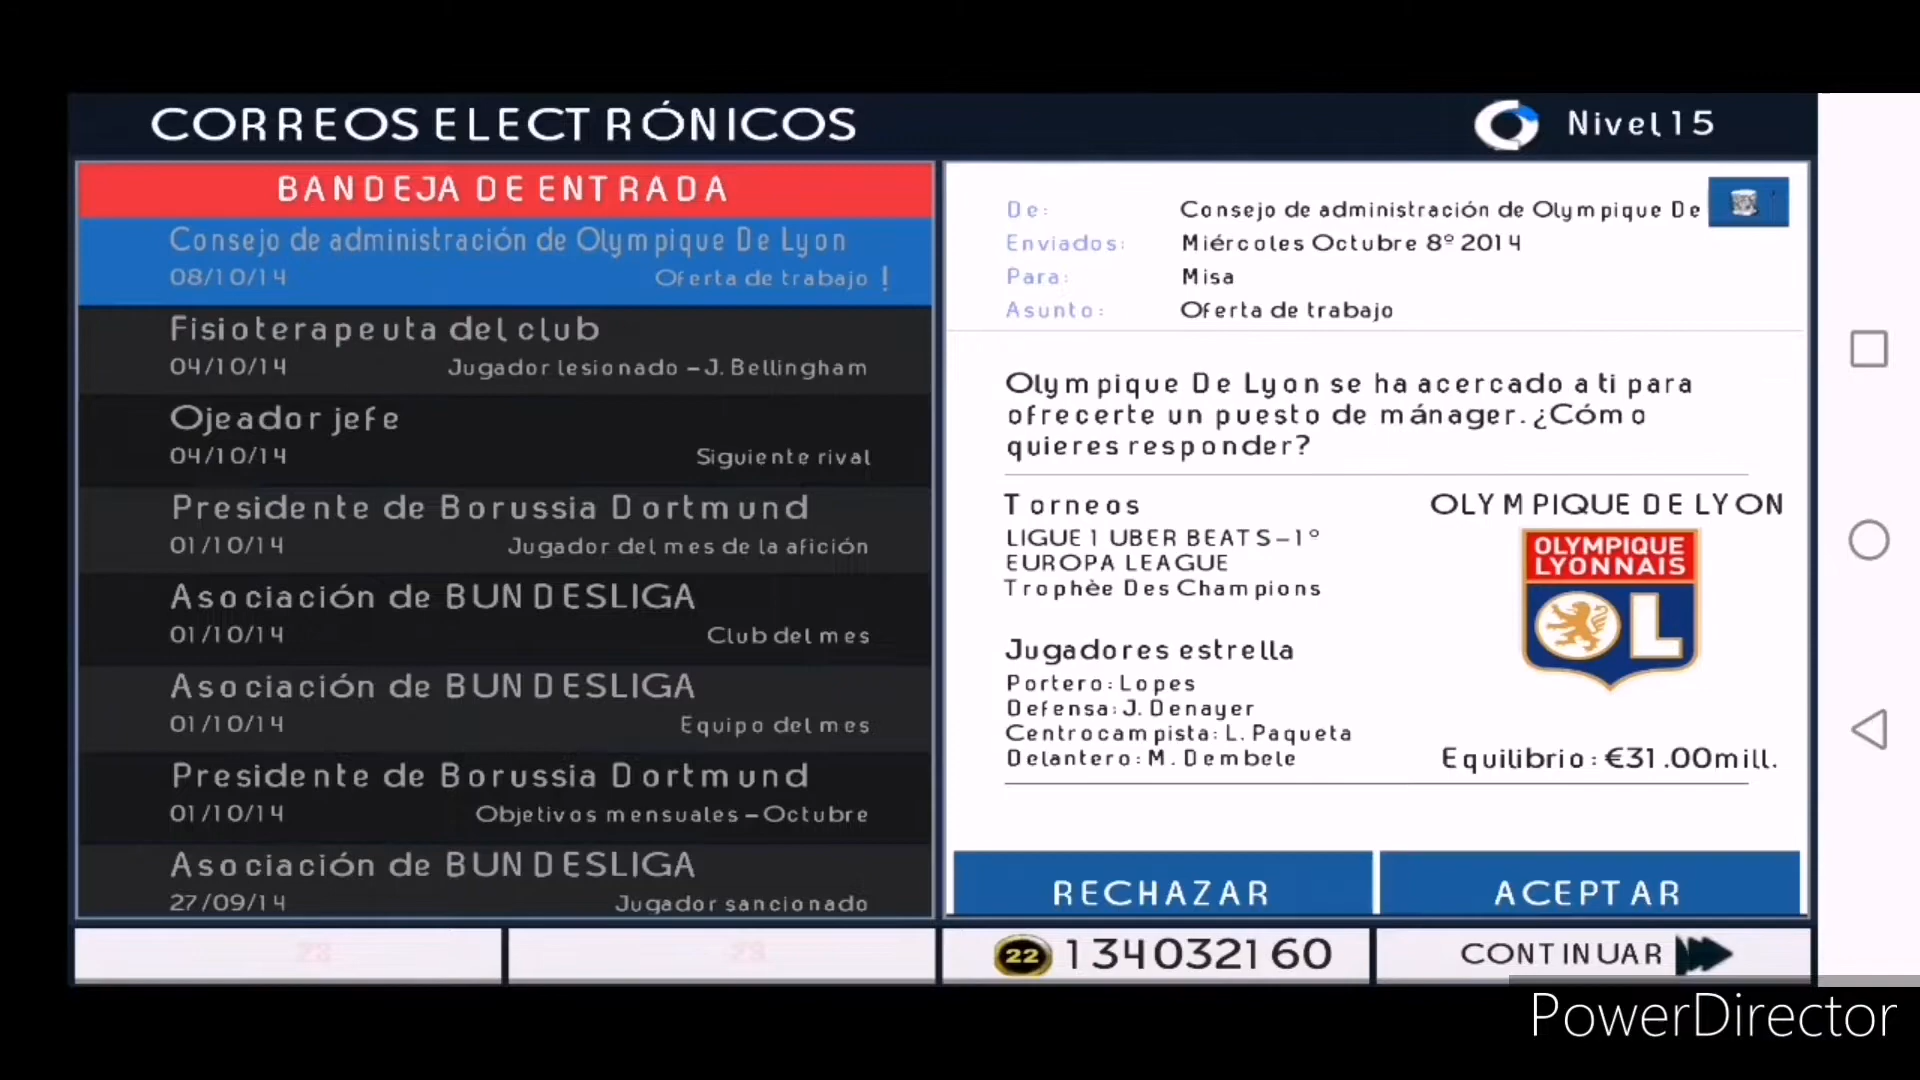 CORREOS ELECTRÓNICOS
Nivel 15
BANDEJA DE ENTRADA
Consejo de administración de Olympique De Lyon
08/10/14 Oferta de trabajo !
Fisioterapeuta del club
04/10/14 Jugador lesionado – J. Bellingham
Ojeador jefe
04/10/14 Siguiente rival
Presidente de Borussia Dortmund
01/10/14 Jugador del mes de la afición
Asociación de BUNDESLIGA
01/10/14 Club del mes
Asociación de BUNDESLIGA
01/10/14 Equipo del mes
Presidente de Borussia Dortmund
01/10/14 Objetivos mensuales – Octubre
Asociación de BUNDESLIGA
27/09/14 Jugador sancionado
De: Consejo de administración de Olympique De
Enviados: Miércoles Octubre 8º 2014
Para: Misa
Asunto: Oferta de trabajo
Olympique De Lyon se ha acercado a ti para
ofrecerte un puesto de mánager. ¿Cómo
quieres responder?
Torneos
LIGUE 1 UBER BEATS – 1º
EUROPA LEAGUE
Trophèe Des Champions
Jugadores estrella
Portero: Lopes
Defensa: J. Denayer
Centrocampista: L. Paqueta
Delantero: M. Dembele
OLYMPIQUE DE LYON
OLYMPIQUE
LYONNAIS
OL
Equilibrio: €31.00mill.
RECHAZAR
ACEPTAR
23
23
22 134032160
CONTINUAR
PowerDirector